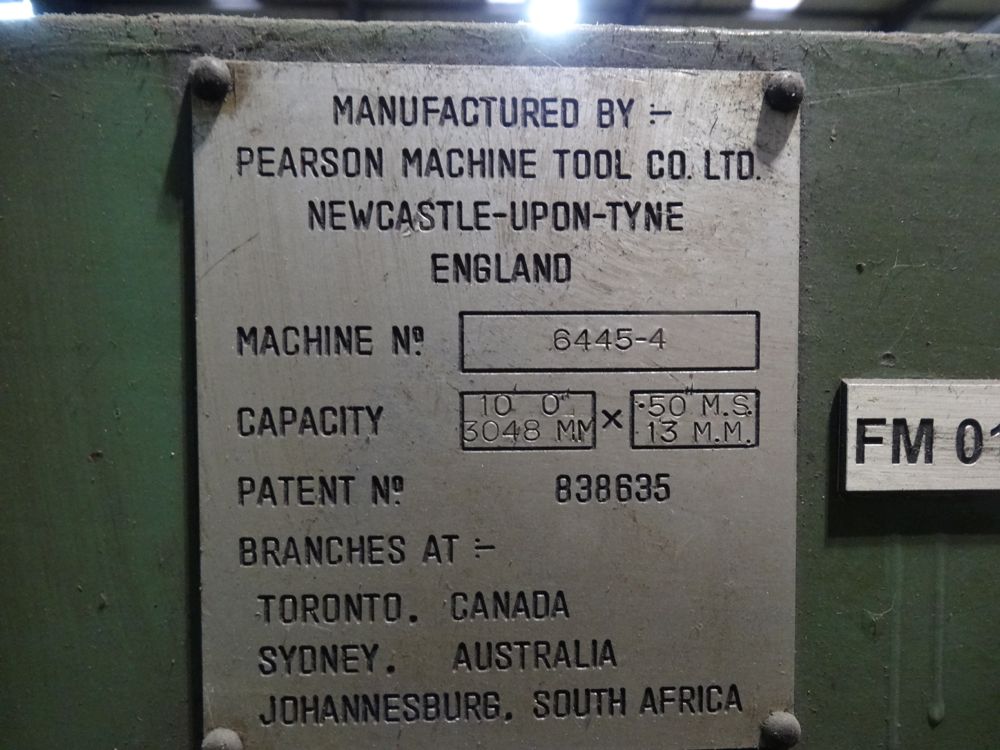 MANUFACTURED BY :-
PEARSON MACHINE TOOL CO. LTD.
NEWCASTLE-UPON-TYNE
ENGLAND
MACHINE Nº 6445-4
CAPACITY 10' 0" × .50" M.S.
3048 MM 13 M.M.
PATENT Nº 838635
BRANCHES AT :-
TORONTO. CANADA
SYDNEY. AUSTRALIA
JOHANNESBURG. SOUTH AFRICA
FM 01